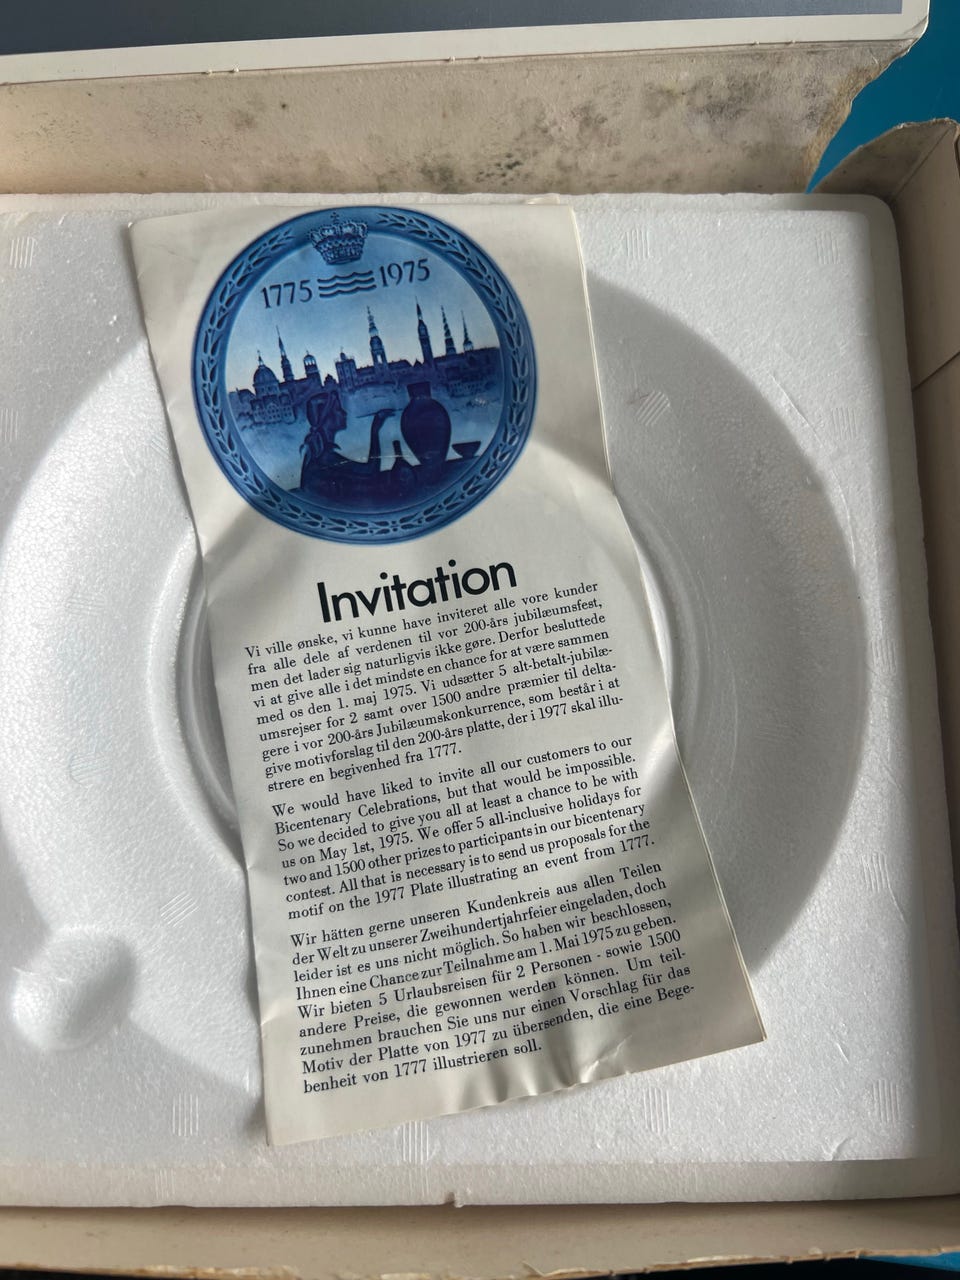 1775 1975
Invitation
Vi ville ønske, vi kunne have inviteret alle vore kunder
fra alle dele af verdenen til vor 200-års jubilæumsfest,
men det lader sig naturligvis ikke gøre. Derfor besluttede
vi at give alle i det mindste en chance for at være sammen
med os den 1. maj 1975. Vi udsætter 5 alt-betalt-jubilæ-
umsrejser for 2 samt over 1500 andre præmier til delta-
gere i vor 200-års Jubilæumskonkurrence, som består i at
give motivforslag til den 200-års platte, der i 1977 skal illu-
strere en begivenhed fra 1777.
We would have liked to invite all our customers to our
Bicentenary Celebrations, but that would be impossible.
So we decided to give you all at least a chance to be with
us on May 1st, 1975. We offer 5 all-inclusive holidays for
two and 1500 other prizes to participants in our bicentenary
contest. All that is necessary is to send us proposals for the
motif on the 1977 Plate illustrating an event from 1777.
Wir hätten gerne unseren Kundenkreis aus allen Teilen
der Welt zu unserer Zweihundertjahrfeier eingeladen, doch
leider ist es uns nicht möglich. So haben wir beschlossen,
Ihnen eine Chance zur Teilnahme am 1. Mai 1975 zu geben.
Wir bieten 5 Urlaubsreisen für 2 Personen - sowie 1500
andere Preise, die gewonnen werden können. Um teil-
zunehmen brauchen Sie uns nur einen Vorschlag für das
Motiv der Platte von 1977 zu übersenden, die eine Bege-
benheit von 1777 illustrieren soll.